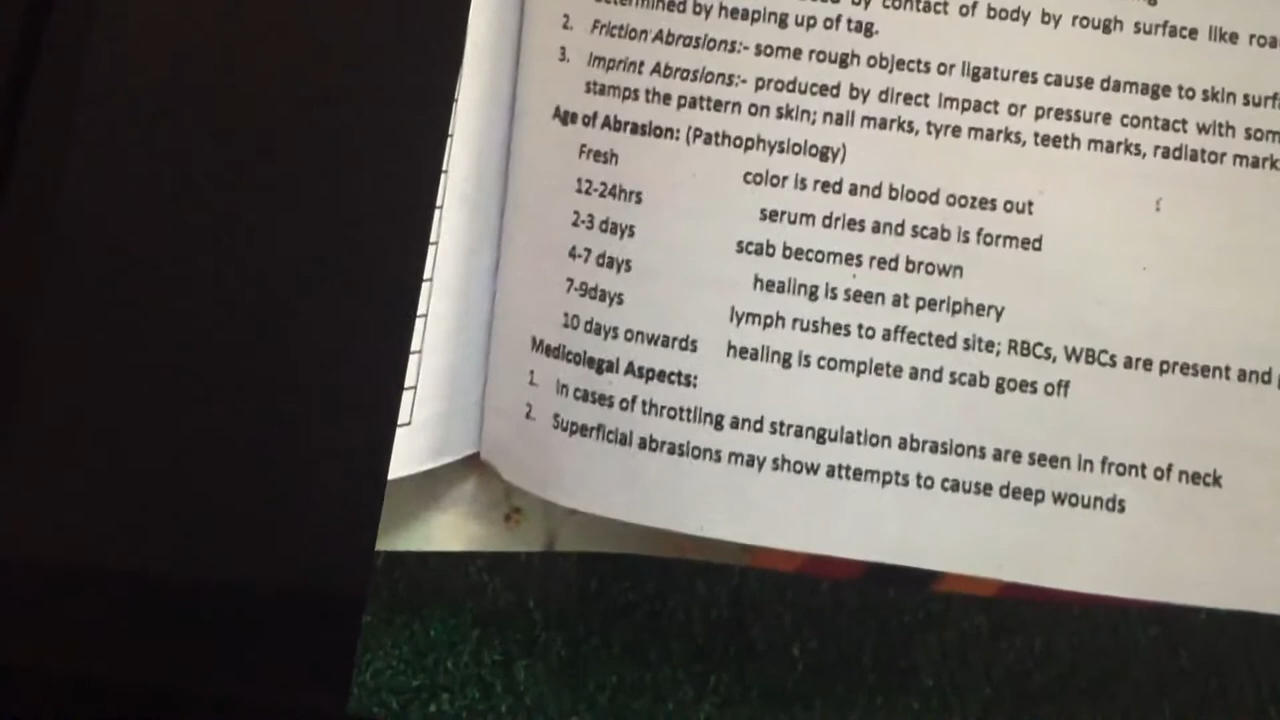 contact of body by rough surface like
by heaping up of tag.
2. Friction Abrasions:- some rough objects or ligatures cause damage to skin
3. Imprint Abrasions:- produced by direct impact or pressure contact with
stamps the pattern on skin; nail marks, tyre marks, teeth marks, radiator
Age of Abrasion: (Pathophysiology)
Fresh color is red and blood oozes out
12-24hrs serum dries and scab is formed
2-3 days scab becomes red brown
4-7 days healing is seen at periphery
7-9days lymph rushes to affected site; RBCs, WBCs are present and
10 days onwards healing is complete and scab goes off
Medicolegal Aspects:
1. In cases of throttling and strangulation abrasions are seen in front of neck
2. Superficial abrasions may show attempts to cause deep wounds